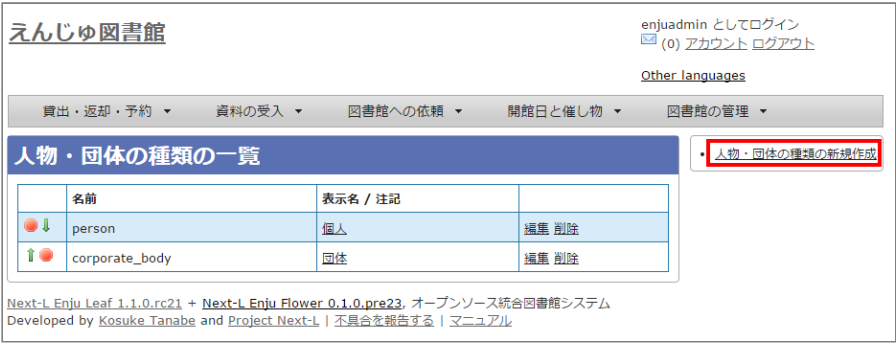 えんじゅ図書館
enjuadmin としてログイン
(0) アカウント ログアウト
Other languages
貸出・返却・予約 ▼ 資料の受入 ▼ 図書館への依頼 ▼ 開館日と催し物 ▼ 図書館の管理 ▼
人物・団体の種類の一覧
• 人物・団体の種類の新規作成
名前 表示名 / 注記
person 個人 編集 削除
corporate_body 団体 編集 削除
Next-L Enju Leaf 1.1.0.rc21 + Next-L Enju Flower 0.1.0.pre23, オープンソース統合図書館システム
Developed by Kosuke Tanabe and Project Next-L | 不具合を報告する | マニュアル